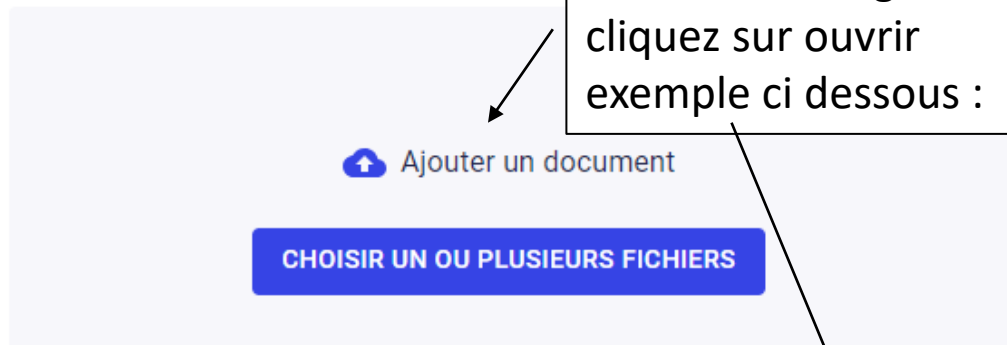 cliquez sur ouvrir
exemple ci dessous :
Ajouter un document
CHOISIR UN OU PLUSIEURS FICHIERS